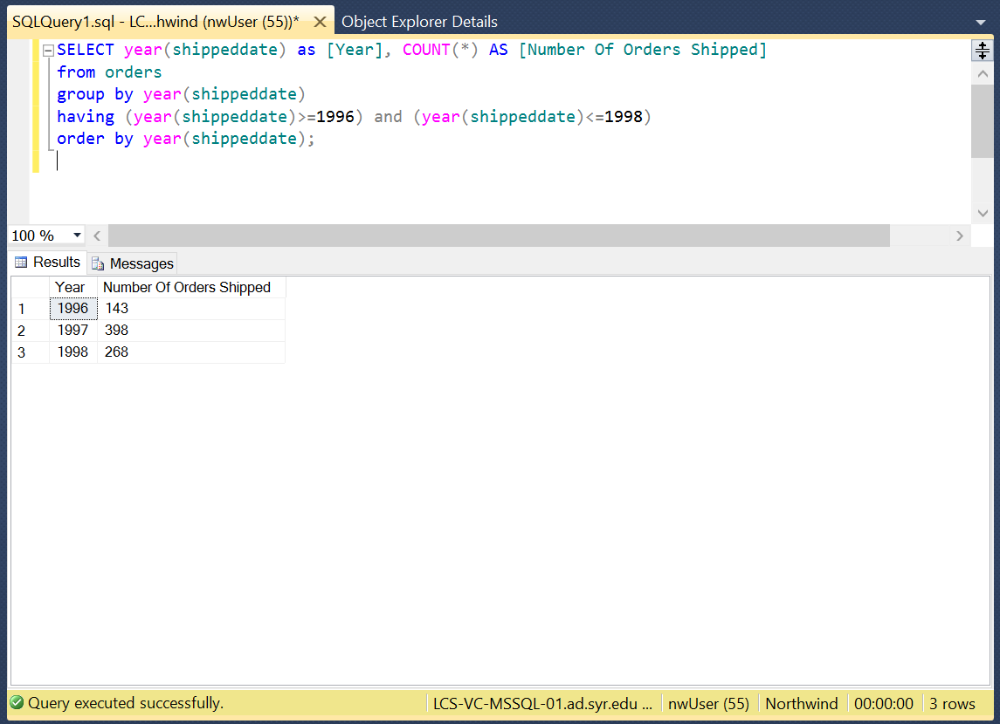 SQLQuery1.sql - LC...hwind (nwUser (55))* Object Explorer Details
SELECT year(shippeddate) as [Year], COUNT(*) AS [Number Of Orders Shipped]
from orders
group by year(shippeddate)
having (year(shippeddate)>=1996) and (year(shippeddate)<=1998)
order by year(shippeddate);
100 %
Results Messages
Year Number Of Orders Shipped
1 1996 143
2 1997 398
3 1998 268
Query executed successfully. LCS-VC-MSSQL-01.ad.syr.edu ... nwUser (55) Northwind 00:00:00 3 rows